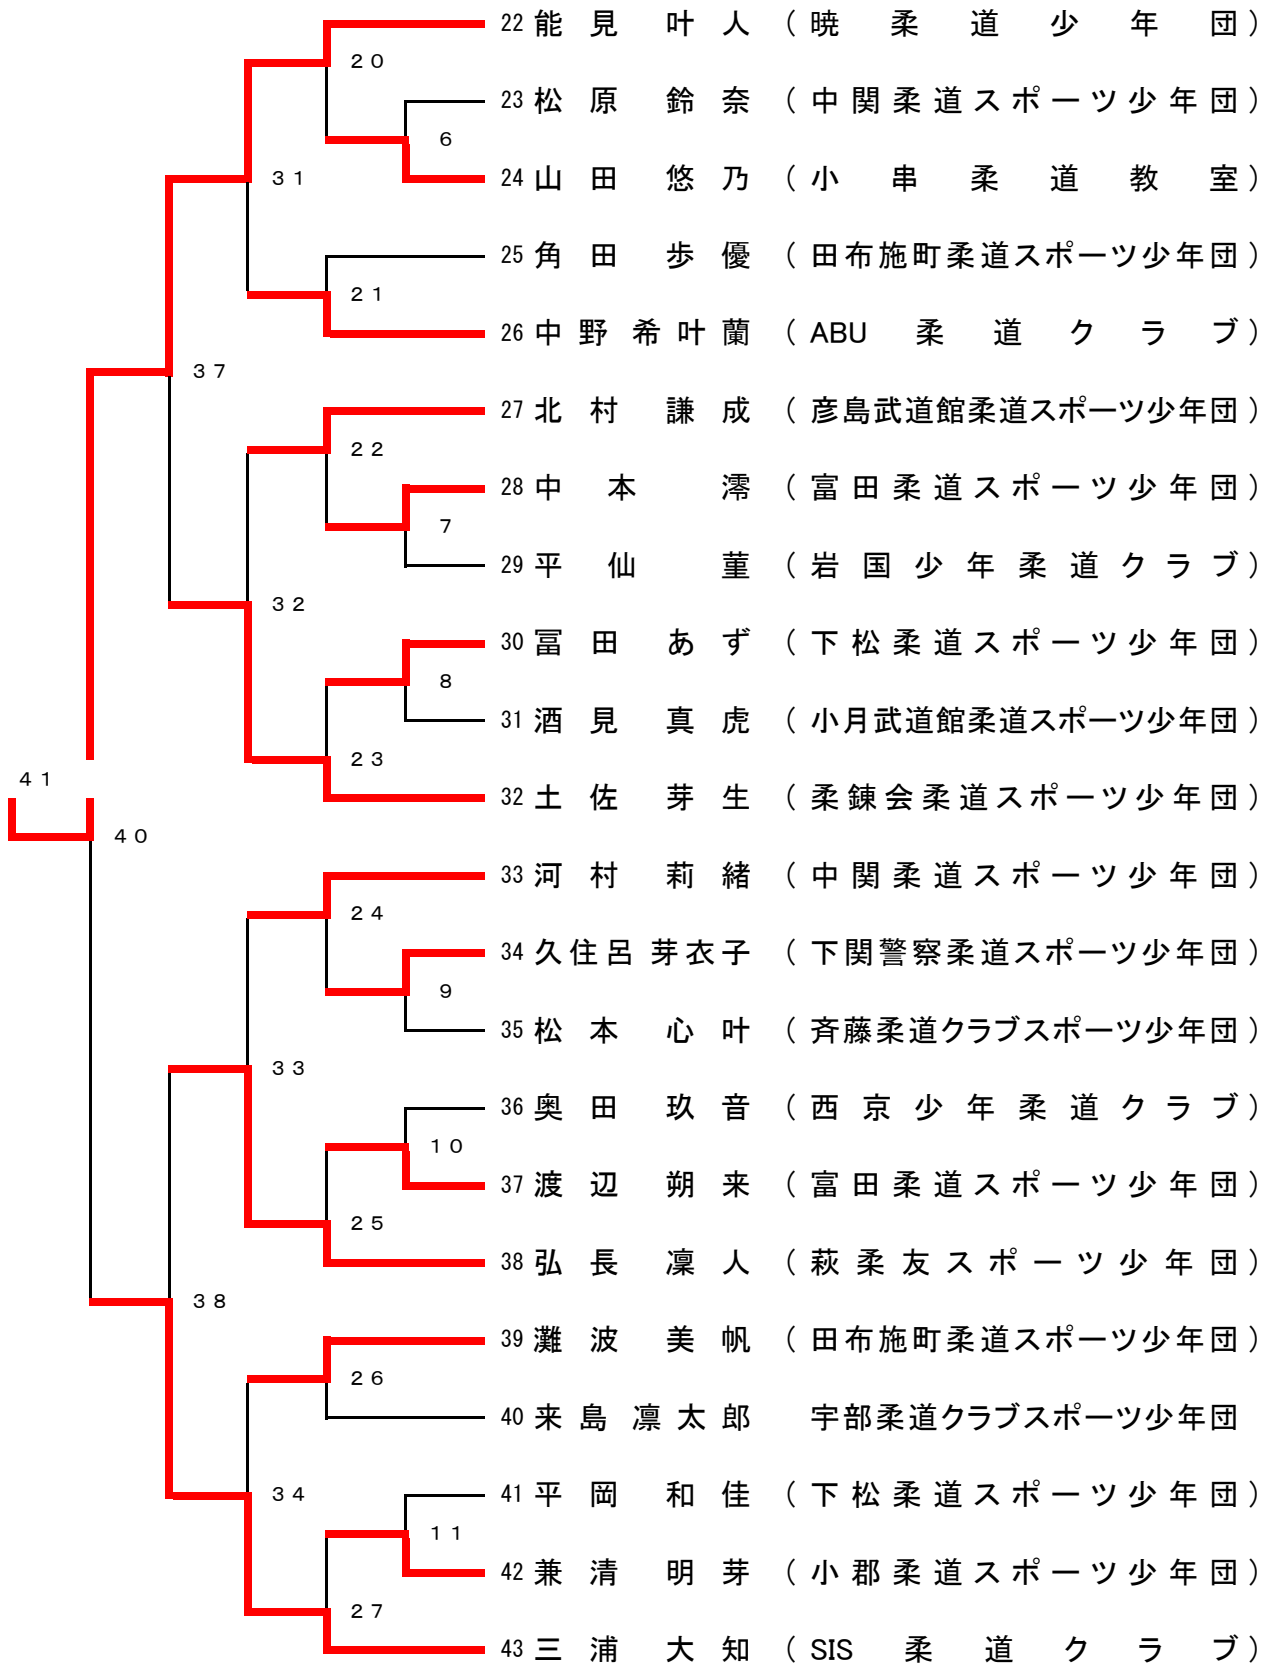 22 能見 叶人 （暁柔道少年団）
20
23 松原 鈴奈 （中関柔道スポーツ少年団）
6
24 山田 悠乃 （小串柔道教室）
31
25 角田 歩優 （田布施町柔道スポーツ少年団）
21
26 中野 希叶蘭 （ABU柔道クラブ）
37
27 北村 謙成 （彦島武道館柔道スポーツ少年団）
22
28 中本 澪 （富田柔道スポーツ少年団）
7
29 平仙 菫 （岩国少年柔道クラブ）
32
30 冨田 あず （下松柔道スポーツ少年団）
8
31 酒見 真虎 （小月武道館柔道スポーツ少年団）
23
41
32 土佐 芽生 （柔錬会柔道スポーツ少年団）
40
33 河村 莉緒 （中関柔道スポーツ少年団）
24
34 久住呂 芽衣子 （下関警察柔道スポーツ少年団）
9
35 松本 心叶 （斉藤柔道クラブスポーツ少年団）
33
36 奥田 玖音 （西京少年柔道クラブ）
10
37 渡辺 朔来 （富田柔道スポーツ少年団）
25
38 弘長 凜人 （萩柔友スポーツ少年団）
38
39 灘波 美帆 （田布施町柔道スポーツ少年団）
26
40 来島 凛太郎 宇部柔道クラブスポーツ少年団
34
41 平岡 和佳 （下松柔道スポーツ少年団）
11
42 兼清 明芽 （小郡柔道スポーツ少年団）
27
43 三浦 大知 （SIS柔道クラブ）